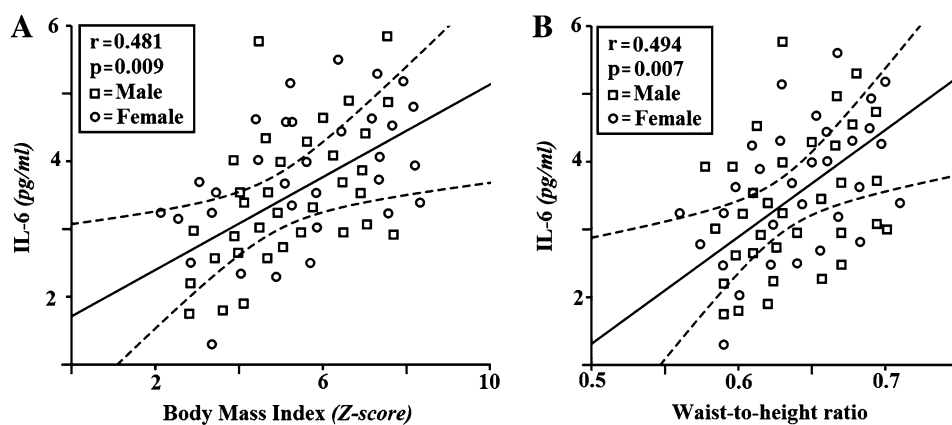 A
r=0.481
p=0.009
= Male
= Female
6
4
2
IL-6 (pg/ml)
2
6
10
Body Mass Index (Z-score)
B
r=0.494
p=0.007
= Male
= Female
6
4
2
IL-6 (pg/ml)
0.5
0.6
0.7
Waist-to-height ratio